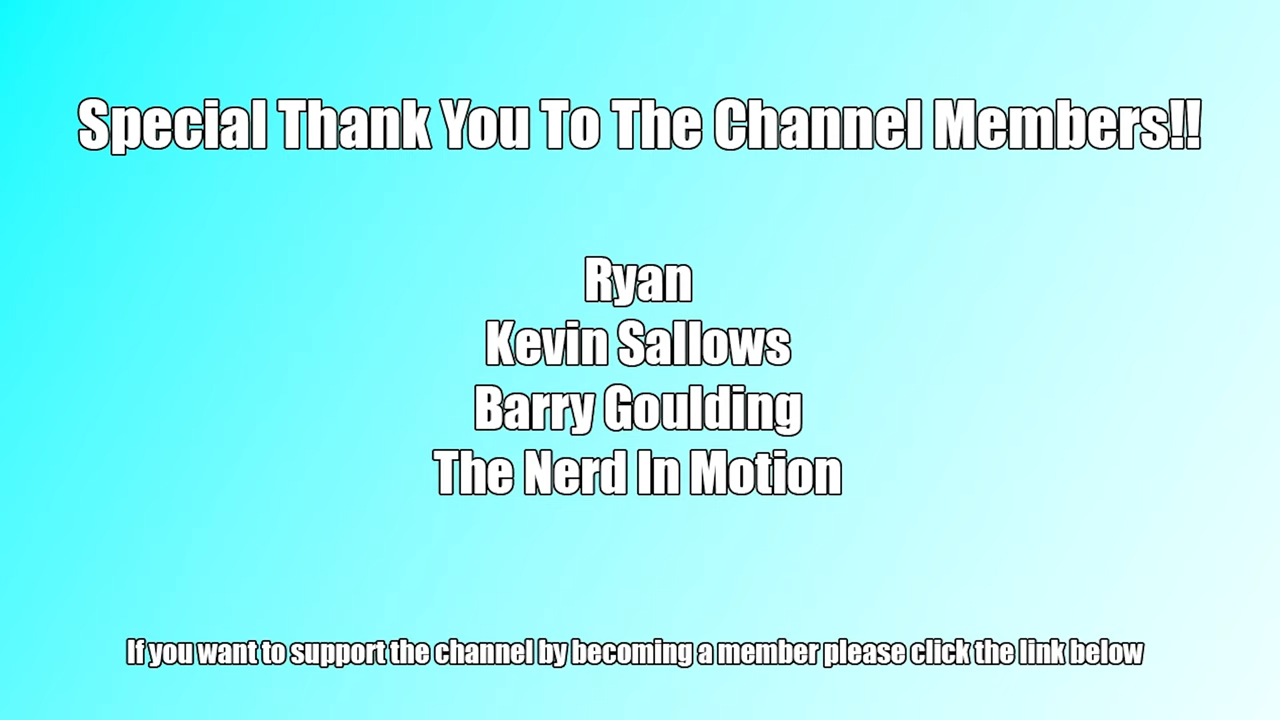 Special Thank You To The Channel Members!!
Ryan
Kevin Sallows
Barry Goulding
The Nerd In Motion
If you want to support the channel by becoming a member please click the link below